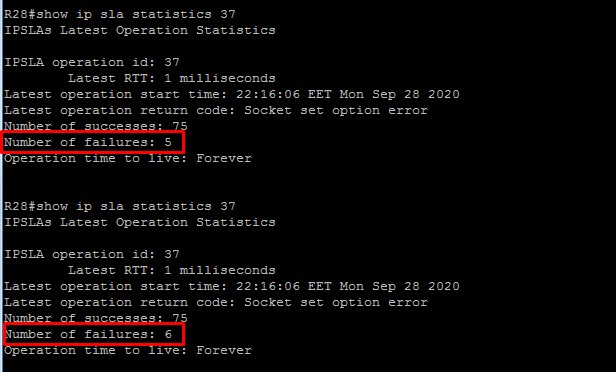 R28#show ip sla statistics 37
IPSLAs Latest Operation Statistics
IPSLA operation id: 37
Latest RTT: 1 milliseconds
Latest operation start time: 22:16:06 EET Mon Sep 28 2020
Latest operation return code: Socket set option error
Number of successes: 75
Number of failures: 5
Operation time to live: Forever
R28#show ip sla statistics 37
IPSLAs Latest Operation Statistics
IPSLA operation id: 37
Latest RTT: 1 milliseconds
Latest operation start time: 22:16:06 EET Mon Sep 28 2020
Latest operation return code: Socket set option error
Number of successes: 75
Number of failures: 6
Operation time to live: Forever